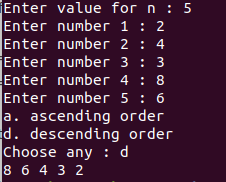 Enter value for n : 5
Enter number 1 : 2
Enter number 2 : 4
Enter number 3 : 3
Enter number 4 : 8
Enter number 5 : 6
a. ascending order
d. descending order
Choose any : d
8 6 4 3 2